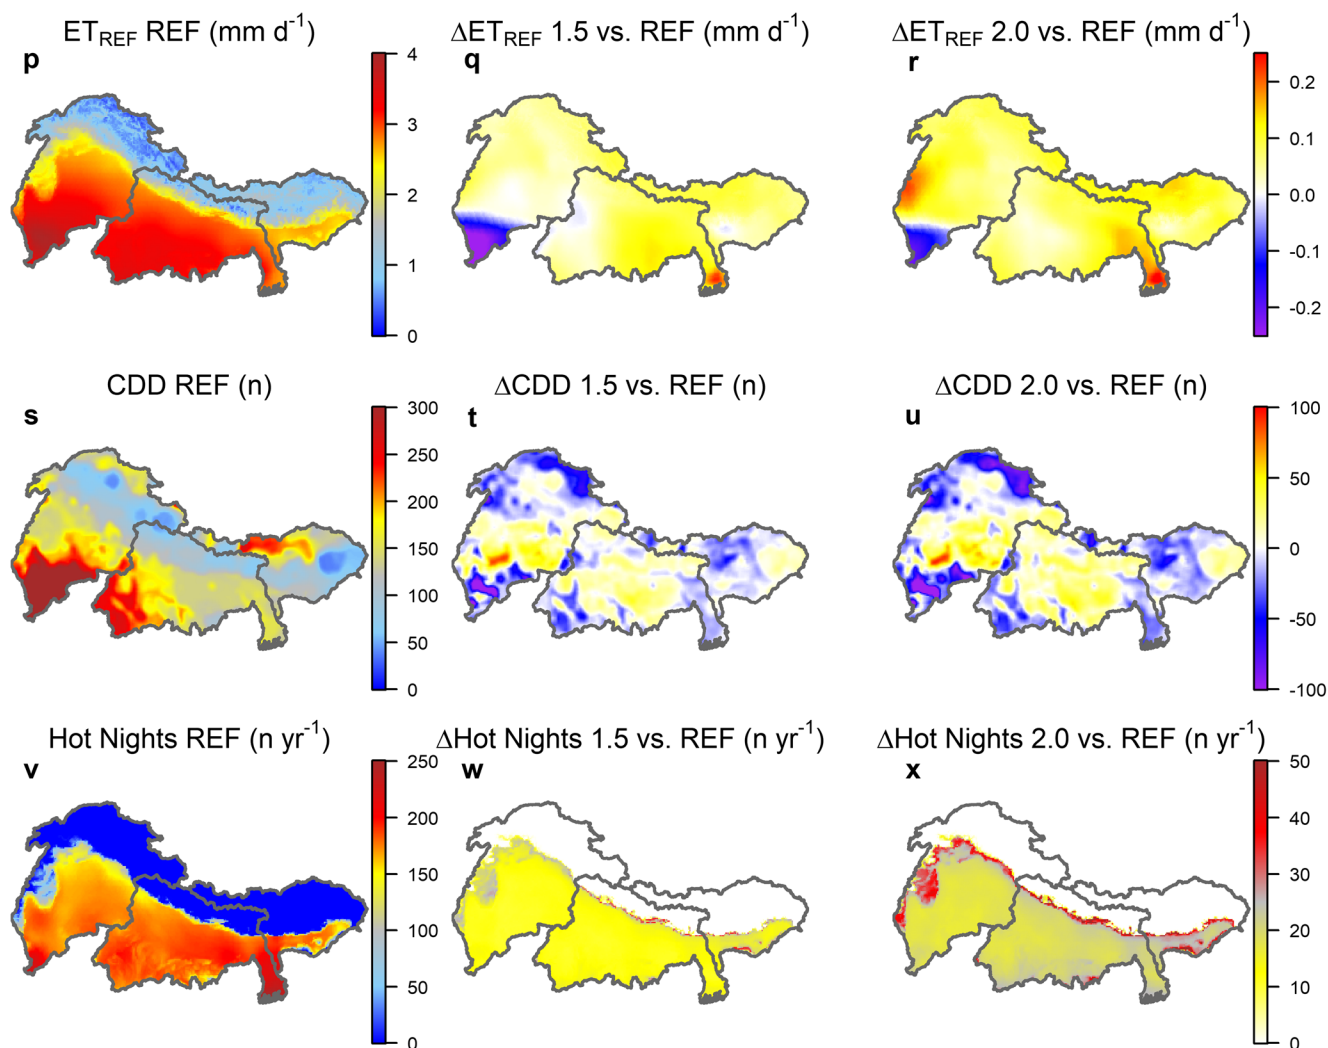 ET_REF REF (mm d⁻¹)
ΔET_REF 1.5 vs. REF (mm d⁻¹)
ΔET_REF 2.0 vs. REF (mm d⁻¹)
p
q
r
4
3
2
1
0
0.2
0.1
0.0
-0.1
-0.2
CDD REF (n)
ΔCDD 1.5 vs. REF (n)
ΔCDD 2.0 vs. REF (n)
s
t
u
300
250
200
150
100
50
0
100
50
0
-50
-100
Hot Nights REF (n yr⁻¹)
ΔHot Nights 1.5 vs. REF (n yr⁻¹)
ΔHot Nights 2.0 vs. REF (n yr⁻¹)
v
w
x
250
200
150
100
50
0
50
40
30
20
10
0